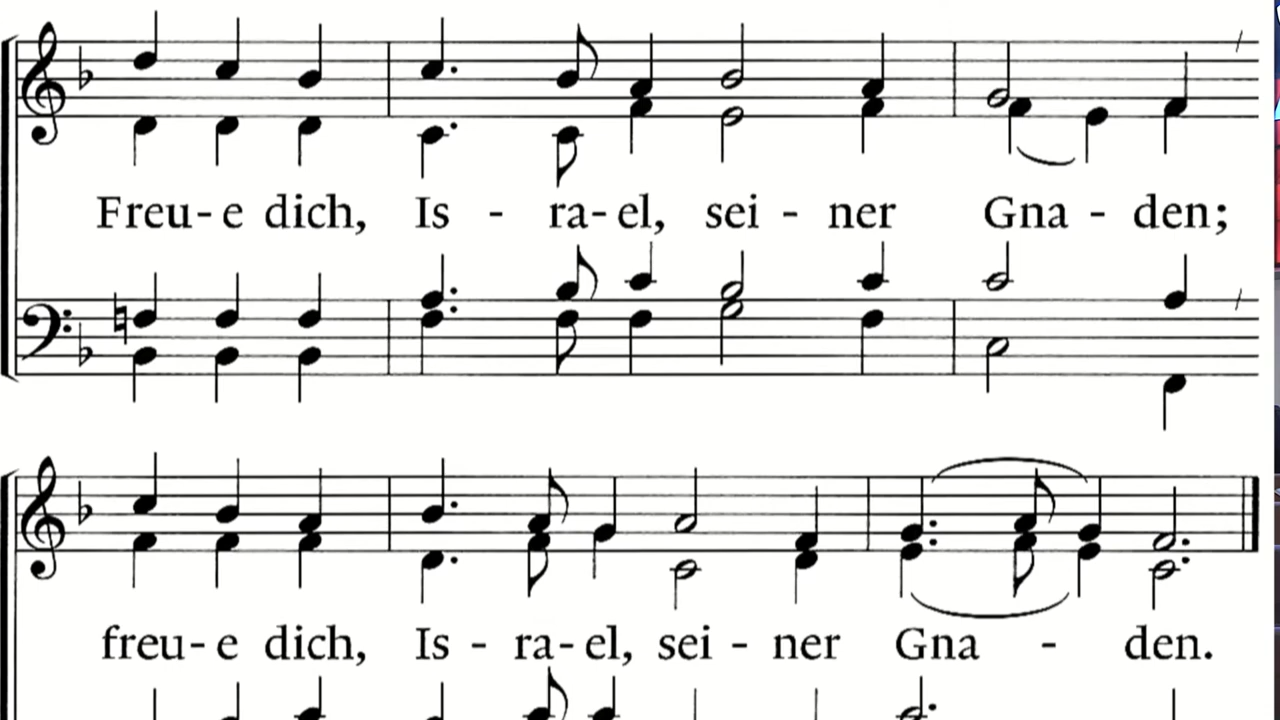 Freu-e dich, Is - ra-el, sei - ner Gna - den;
freu-e dich, Is - ra-el, sei - ner Gna - den.